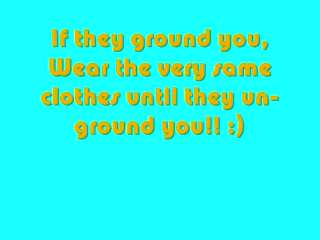 If they ground you,
Wear the very same
clothes until they un-
ground you!! :)